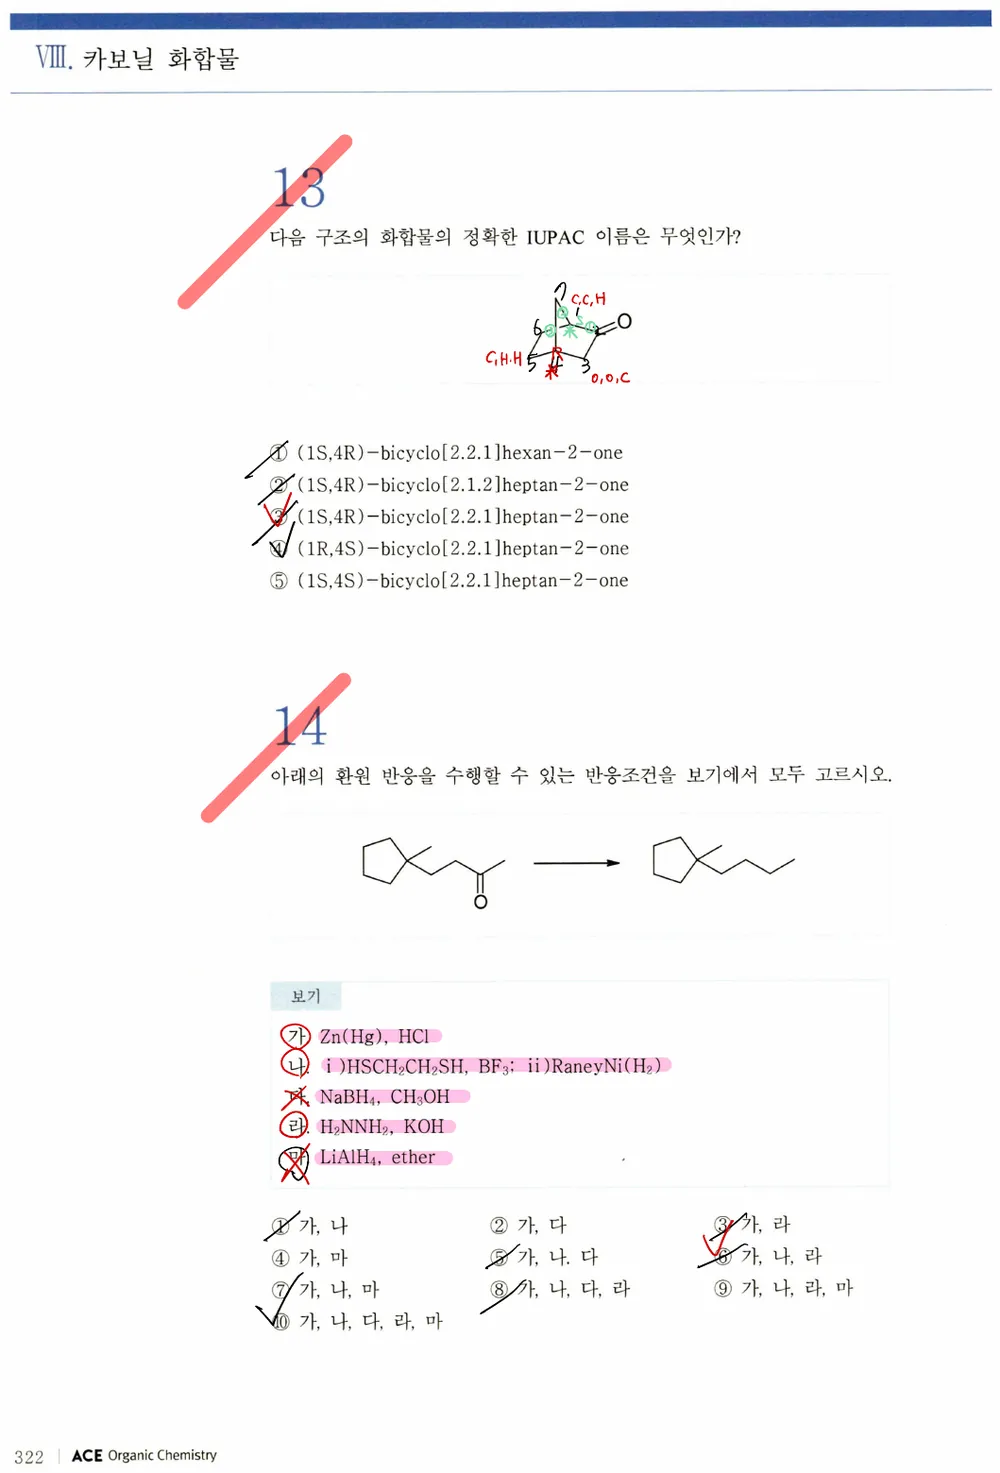 Ⅷ. 카보닐 화합물
13
다음 구조의 화합물의 정확한 IUPAC 이름은 무엇인가?
7
C,C,H
6
2
1
O
C,H.H
5
4
3
O,O,C
① (1S,4R)-bicyclo[2.2.1]hexan-2-one
② (1S,4R)-bicyclo[2.1.2]heptan-2-one
③ (1S,4R)-bicyclo[2.2.1]heptan-2-one
④ (1R,4S)-bicyclo[2.2.1]heptan-2-one
⑤ (1S,4S)-bicyclo[2.2.1]heptan-2-one
14
아래의 환원 반응을 수행할 수 있는 반응조건을 보기에서 모두 고르시오.
O
보기
가. Zn(Hg), HCl
나. i)HSCH₂CH₂SH, BF₃; ii)RaneyNi(H₂)
다. NaBH₄, CH₃OH
라. H₂NNH₂, KOH
마. LiAlH₄, ether
① 가, 나 ② 가, 다 ③ 가, 라
④ 가, 마 ⑤ 가, 나. 다 ⑥ 가, 나, 라
⑦ 가, 나, 마 ⑧ 가, 나, 다, 라 ⑨ 가, 나, 라, 마
⑩ 가, 나, 다, 라, 마
322 | ACE Organic Chemistry